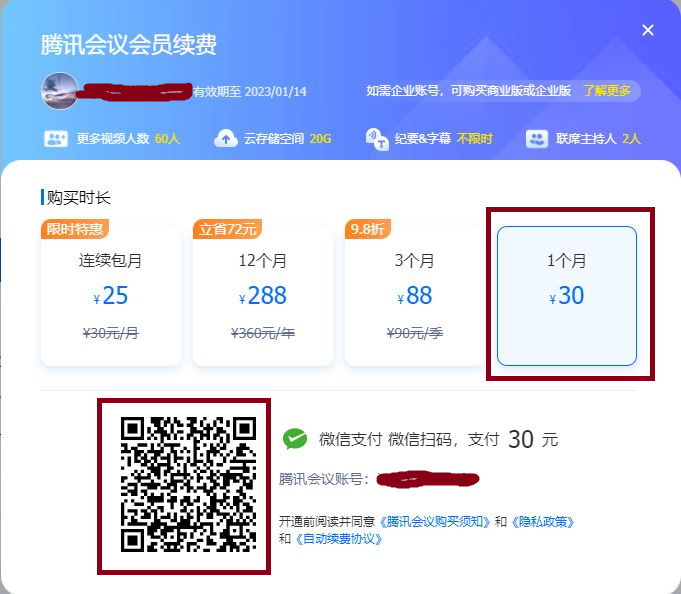 腾讯会议会员续费
有效期至 2023/01/14
如需企业账号，可购买商业版或企业版 了解更多
更多视频人数 60人 云存储空间 20G 纪要&字幕 不限时 联席主持人 2人
购买时长
限时特惠 立省72元 9.8折
连续包月 12个月 3个月 1个月
¥25 ¥288 ¥88 ¥30
¥30元/月 ¥360元/年 ¥90元/季
微信支付 微信扫码，支付 30 元
腾讯会议账号：
开通前阅读并同意《腾讯会议购买须知》和《隐私政策》
和《自动续费协议》